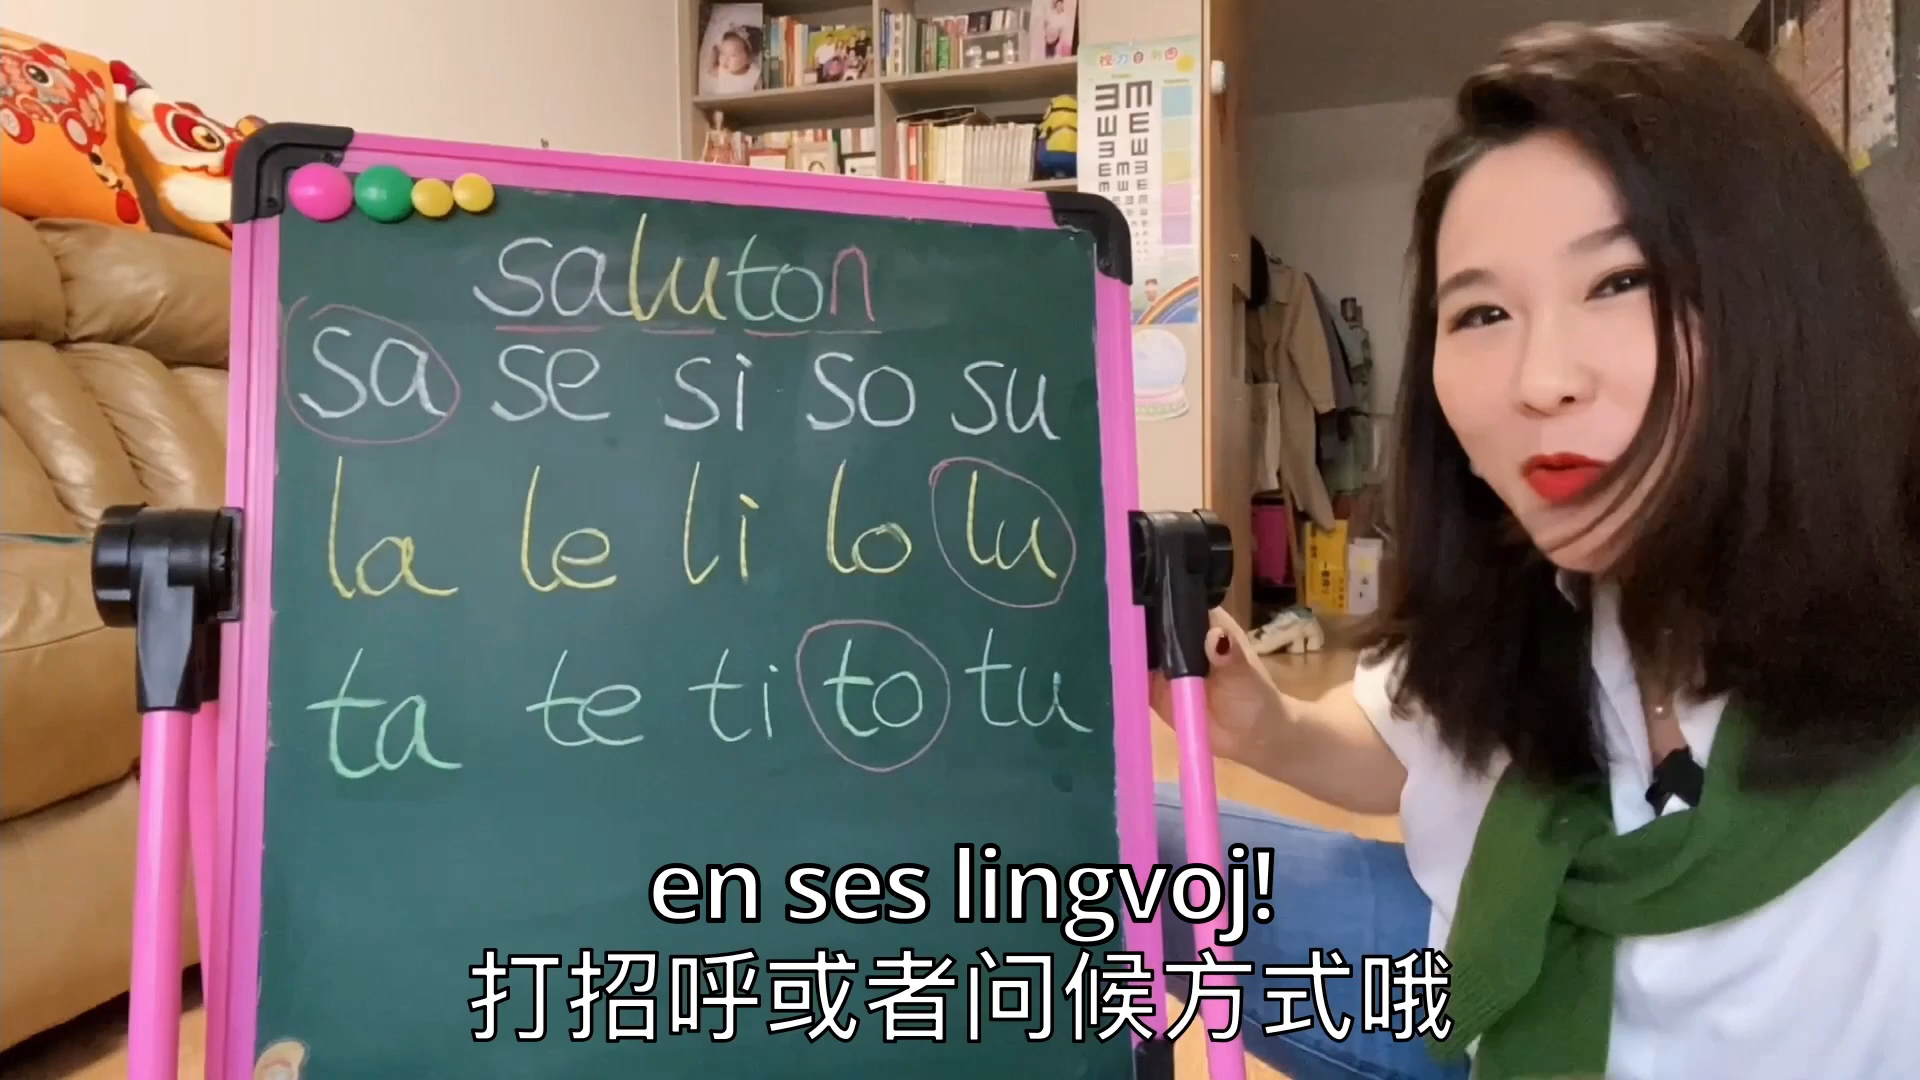 saluton
sa se si so su
la le li lo lu
ta te ti to tu
en ses lingvoj!
打招呼或者问候方式哦